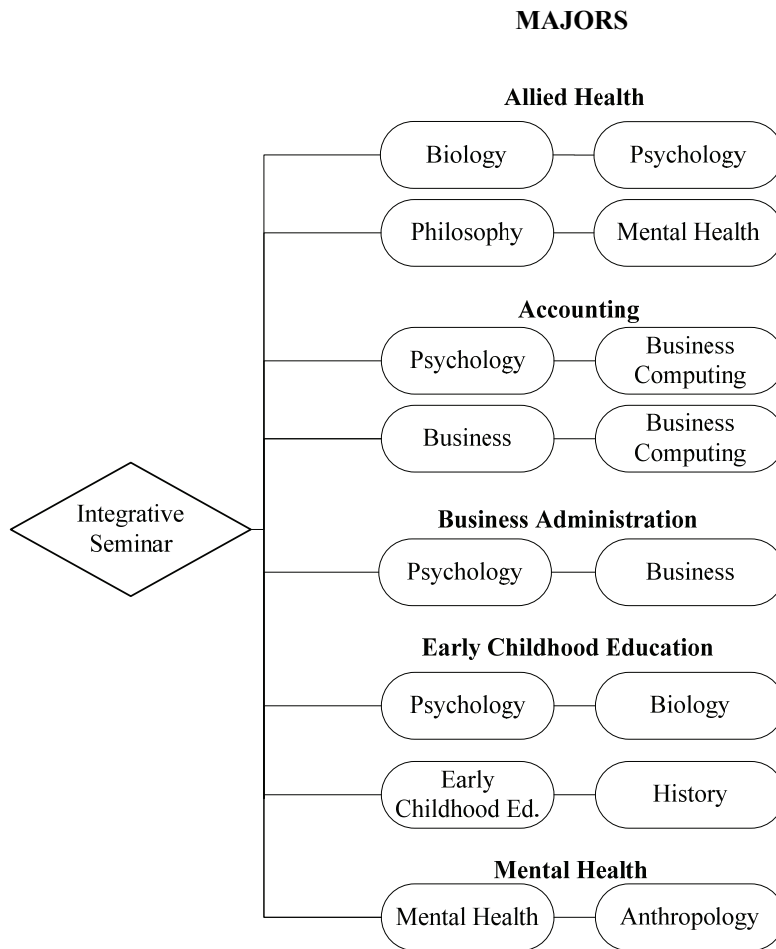 MAJORS
Allied Health
Biology
Psychology
Philosophy
Mental Health
Accounting
Psychology
Business
Computing
Business
Business
Computing
Integrative
Seminar
Business Administration
Psychology
Business
Early Childhood Education
Psychology
Biology
Early
Childhood Ed.
History
Mental Health
Mental Health
Anthropology